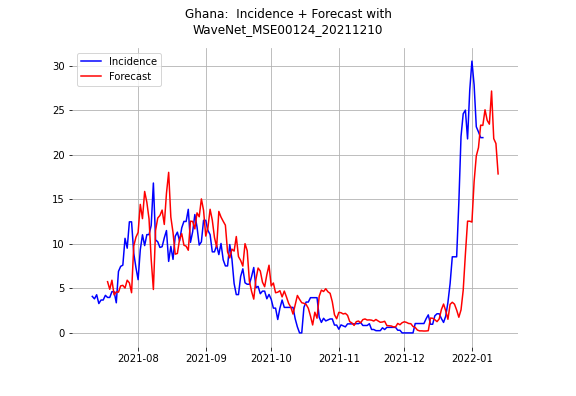 Ghana:  Incidence + Forecast with
WaveNet_MSE00124_20211210
Incidence
Forecast
30
25
20
15
10
5
0
2021-08 2021-09 2021-10 2021-11 2021-12 2022-01